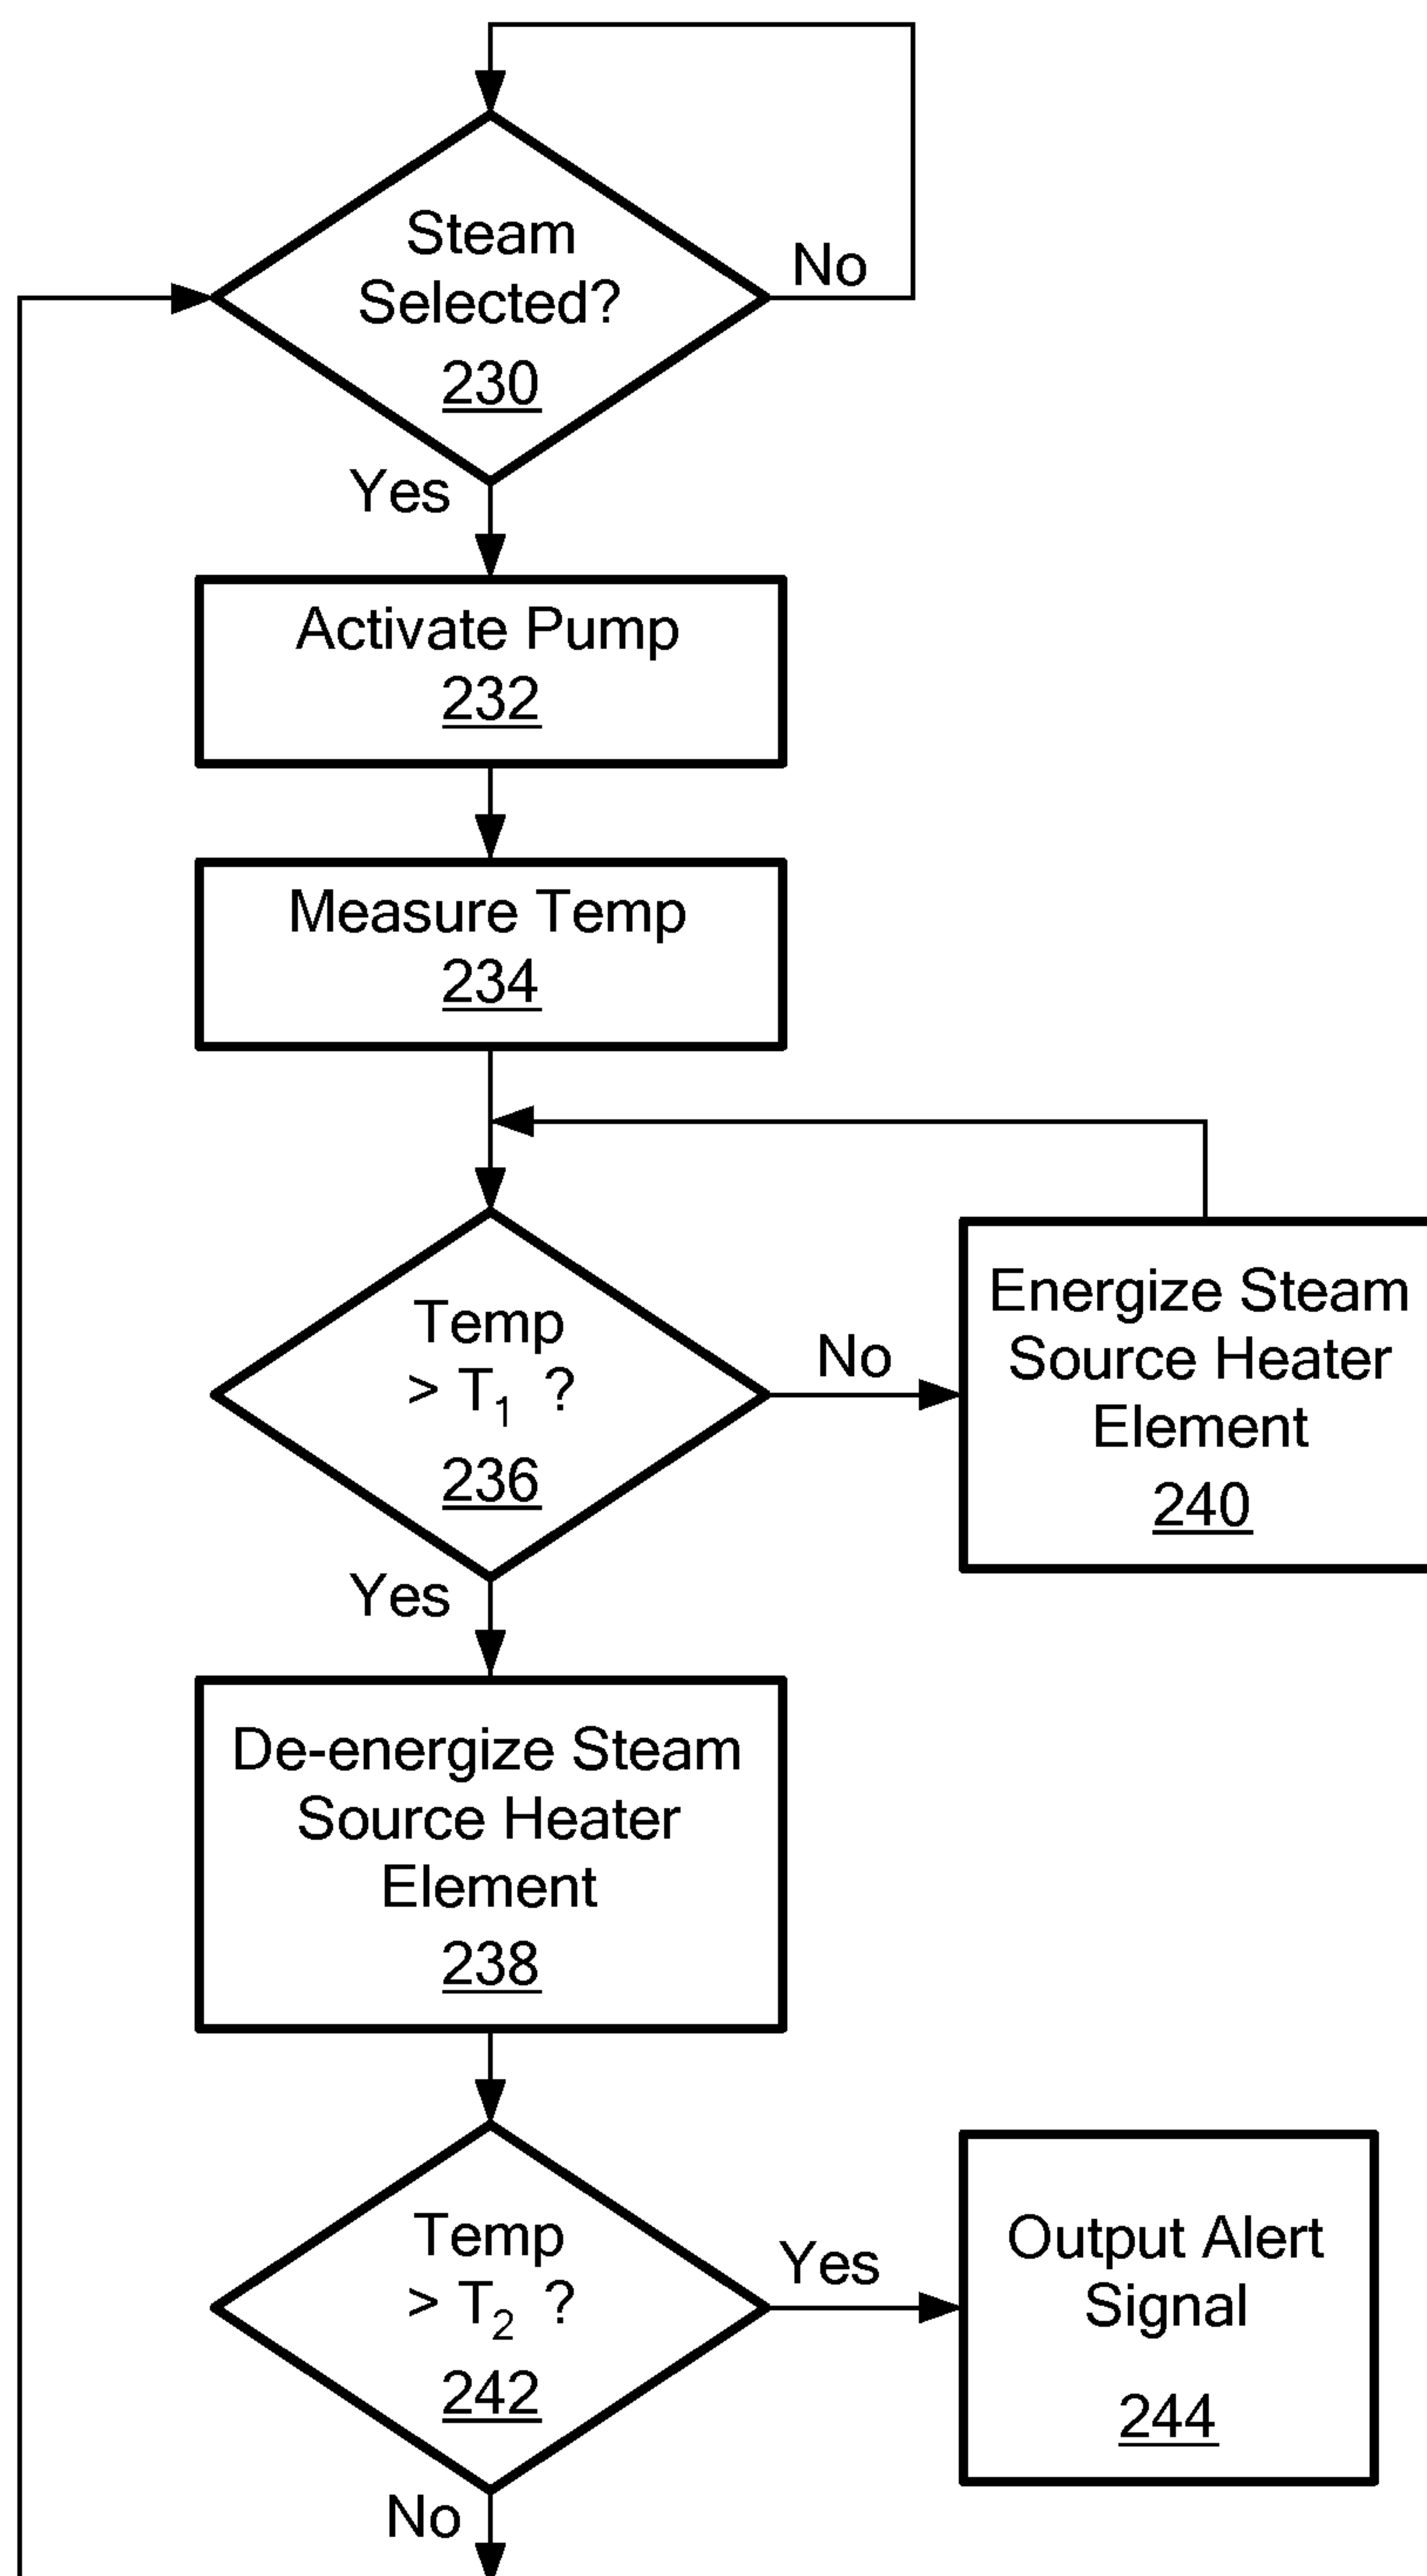 Steam
Selected?
230
No
Yes
Activate Pump
232
Measure Temp
234
Temp
> T1 ?
236
No
Energize Steam
Source Heater
Element
240
Yes
De-energize Steam
Source Heater
Element
238
Temp
> T2 ?
242
Yes
Output Alert
Signal
244
No